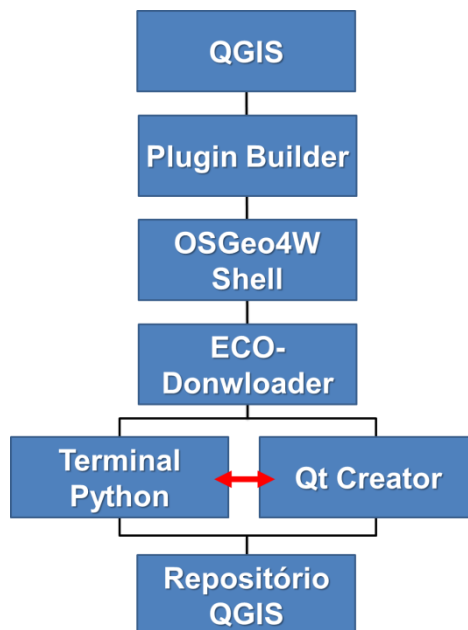 QGIS
Plugin Builder
OSGeo4W
Shell
ECO-
Donwloader
Terminal
Python
Qt Creator
Repositório
QGIS